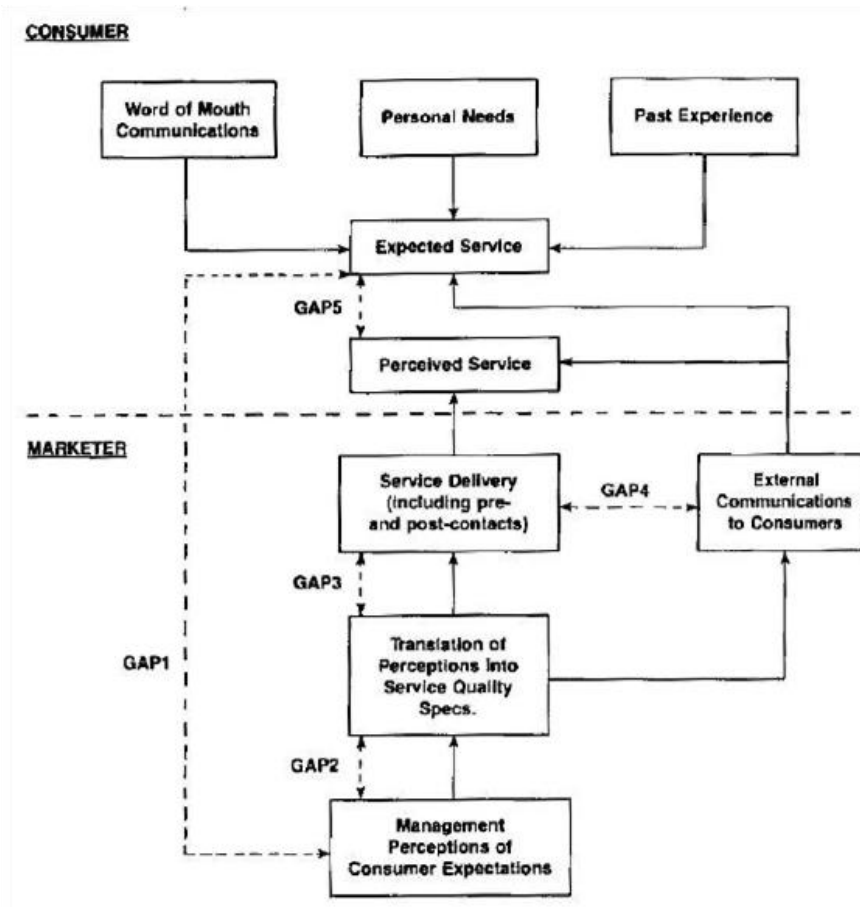 CONSUMER
Word of Mouth
Communications
Personal Needs
Past Experience
Expected Service
GAP5
Perceived Service
MARKETER
Service Delivery
(including pre-
and post-contacts)
GAP4
External
Communications
to Consumers
GAP3
Translation of
Perceptions into
Service Quality
Specs.
GAP1
GAP2
Management
Perceptions of
Consumer Expectations